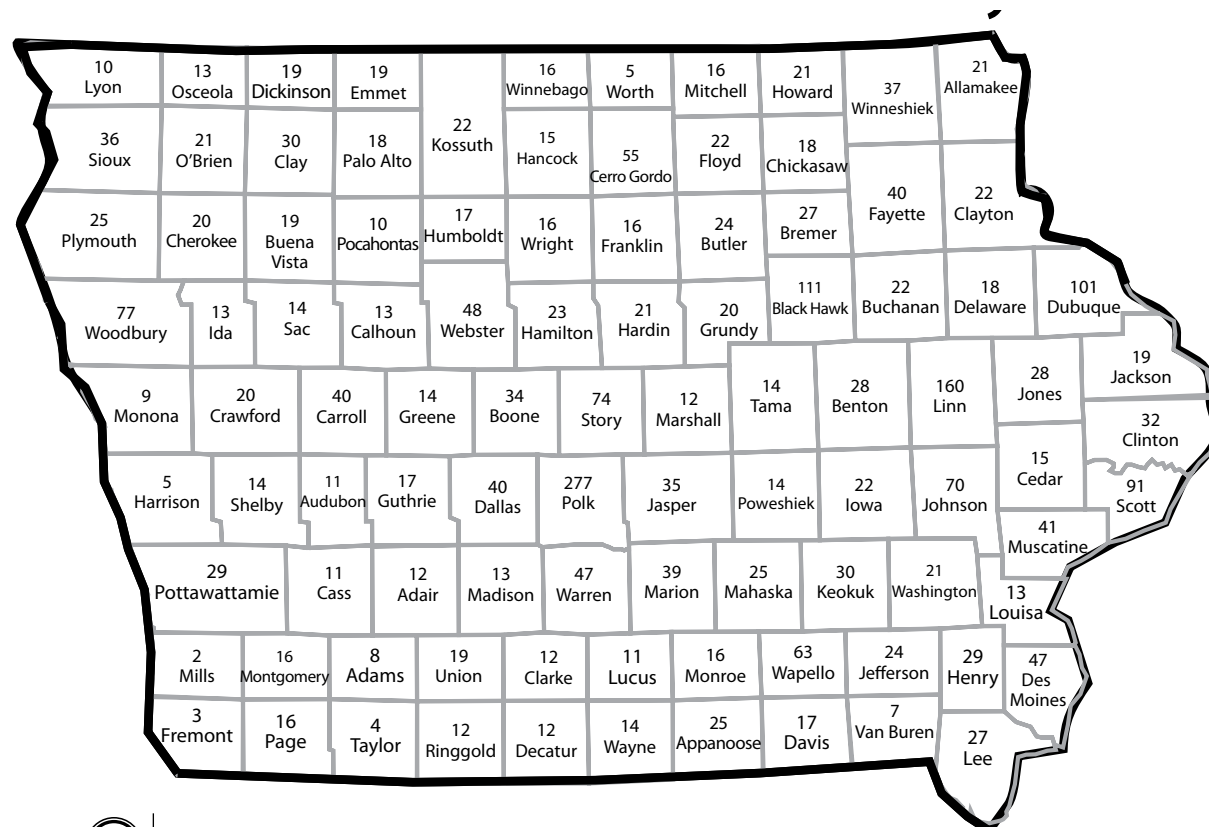 10
Lyon
13
Osceola
19
Dickinson
19
Emmet
22
Kossuth
16
Winnebago
5
Worth
16
Mitchell
21
Howard
37
Winneshiek
21
Allamakee
36
Sioux
21
O'Brien
30
Clay
18
Palo Alto
15
Hancock
55
Cerro Gordo
22
Floyd
18
Chickasaw
40
Fayette
22
Clayton
25
Plymouth
20
Cherokee
19
Buena
Vista
10
Pocahontas
17
Humboldt
16
Wright
16
Franklin
24
Butler
27
Bremer
77
Woodbury
13
Ida
14
Sac
13
Calhoun
48
Webster
23
Hamilton
21
Hardin
20
Grundy
111
Black Hawk
22
Buchanan
18
Delaware
101
Dubuque
9
Monona
20
Crawford
40
Carroll
14
Greene
34
Boone
74
Story
12
Marshall
14
Tama
28
Benton
160
Linn
28
Jones
19
Jackson
32
Clinton
5
Harrison
14
Shelby
11
Audubon
17
Guthrie
40
Dallas
277
Polk
35
Jasper
14
Poweshiek
22
Iowa
70
Johnson
15
Cedar
91
Scott
41
Muscatine
29
Pottawattamie
11
Cass
12
Adair
13
Madison
47
Warren
39
Marion
25
Mahaska
30
Keokuk
21
Washington
13
Louisa
2
Mills
16
Montgomery
8
Adams
19
Union
12
Clarke
11
Lucus
16
Monroe
63
Wapello
24
Jefferson
29
Henry
47
Des
Moines
3
Fremont
16
Page
4
Taylor
12
Ringgold
12
Decatur
14
Wayne
25
Appanoose
17
Davis
7
Van Buren
27
Lee